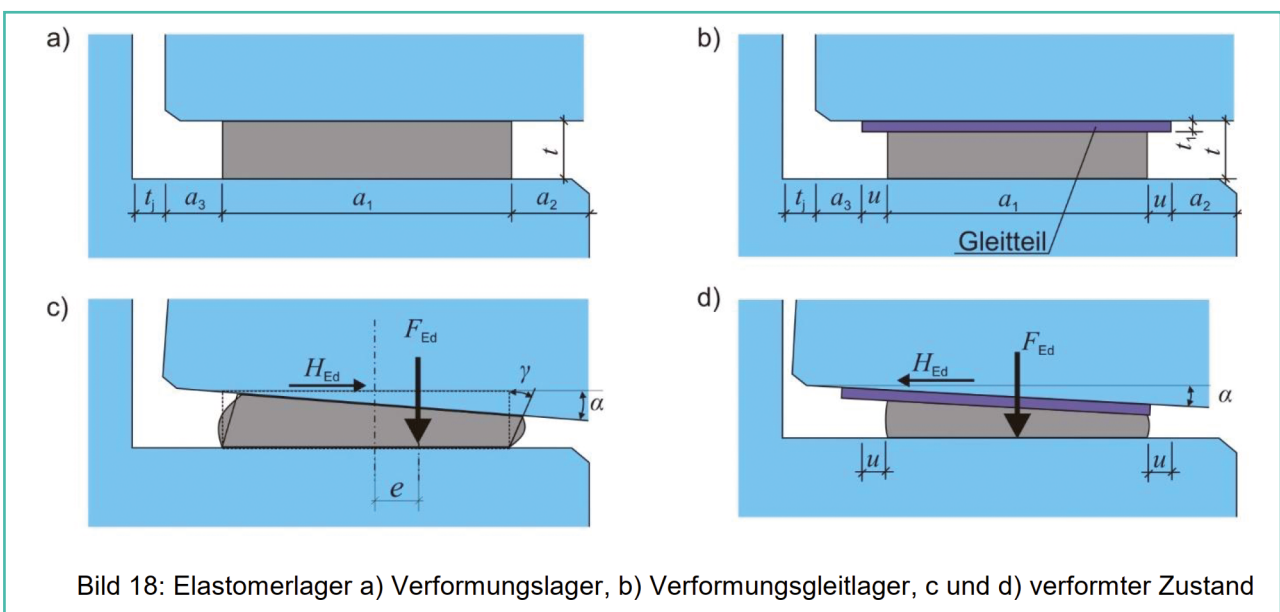 a)
t
tj a3 a1 a2
b)
t1 t
tj a3 u a1 u a2
Gleitteil
c)
FEd
HEd
γ
α
e
d)
FEd
HEd
α
u u
Bild 18: Elastomerlager a) Verformungslager, b) Verformungsgleitlager, c und d) verformter Zustand